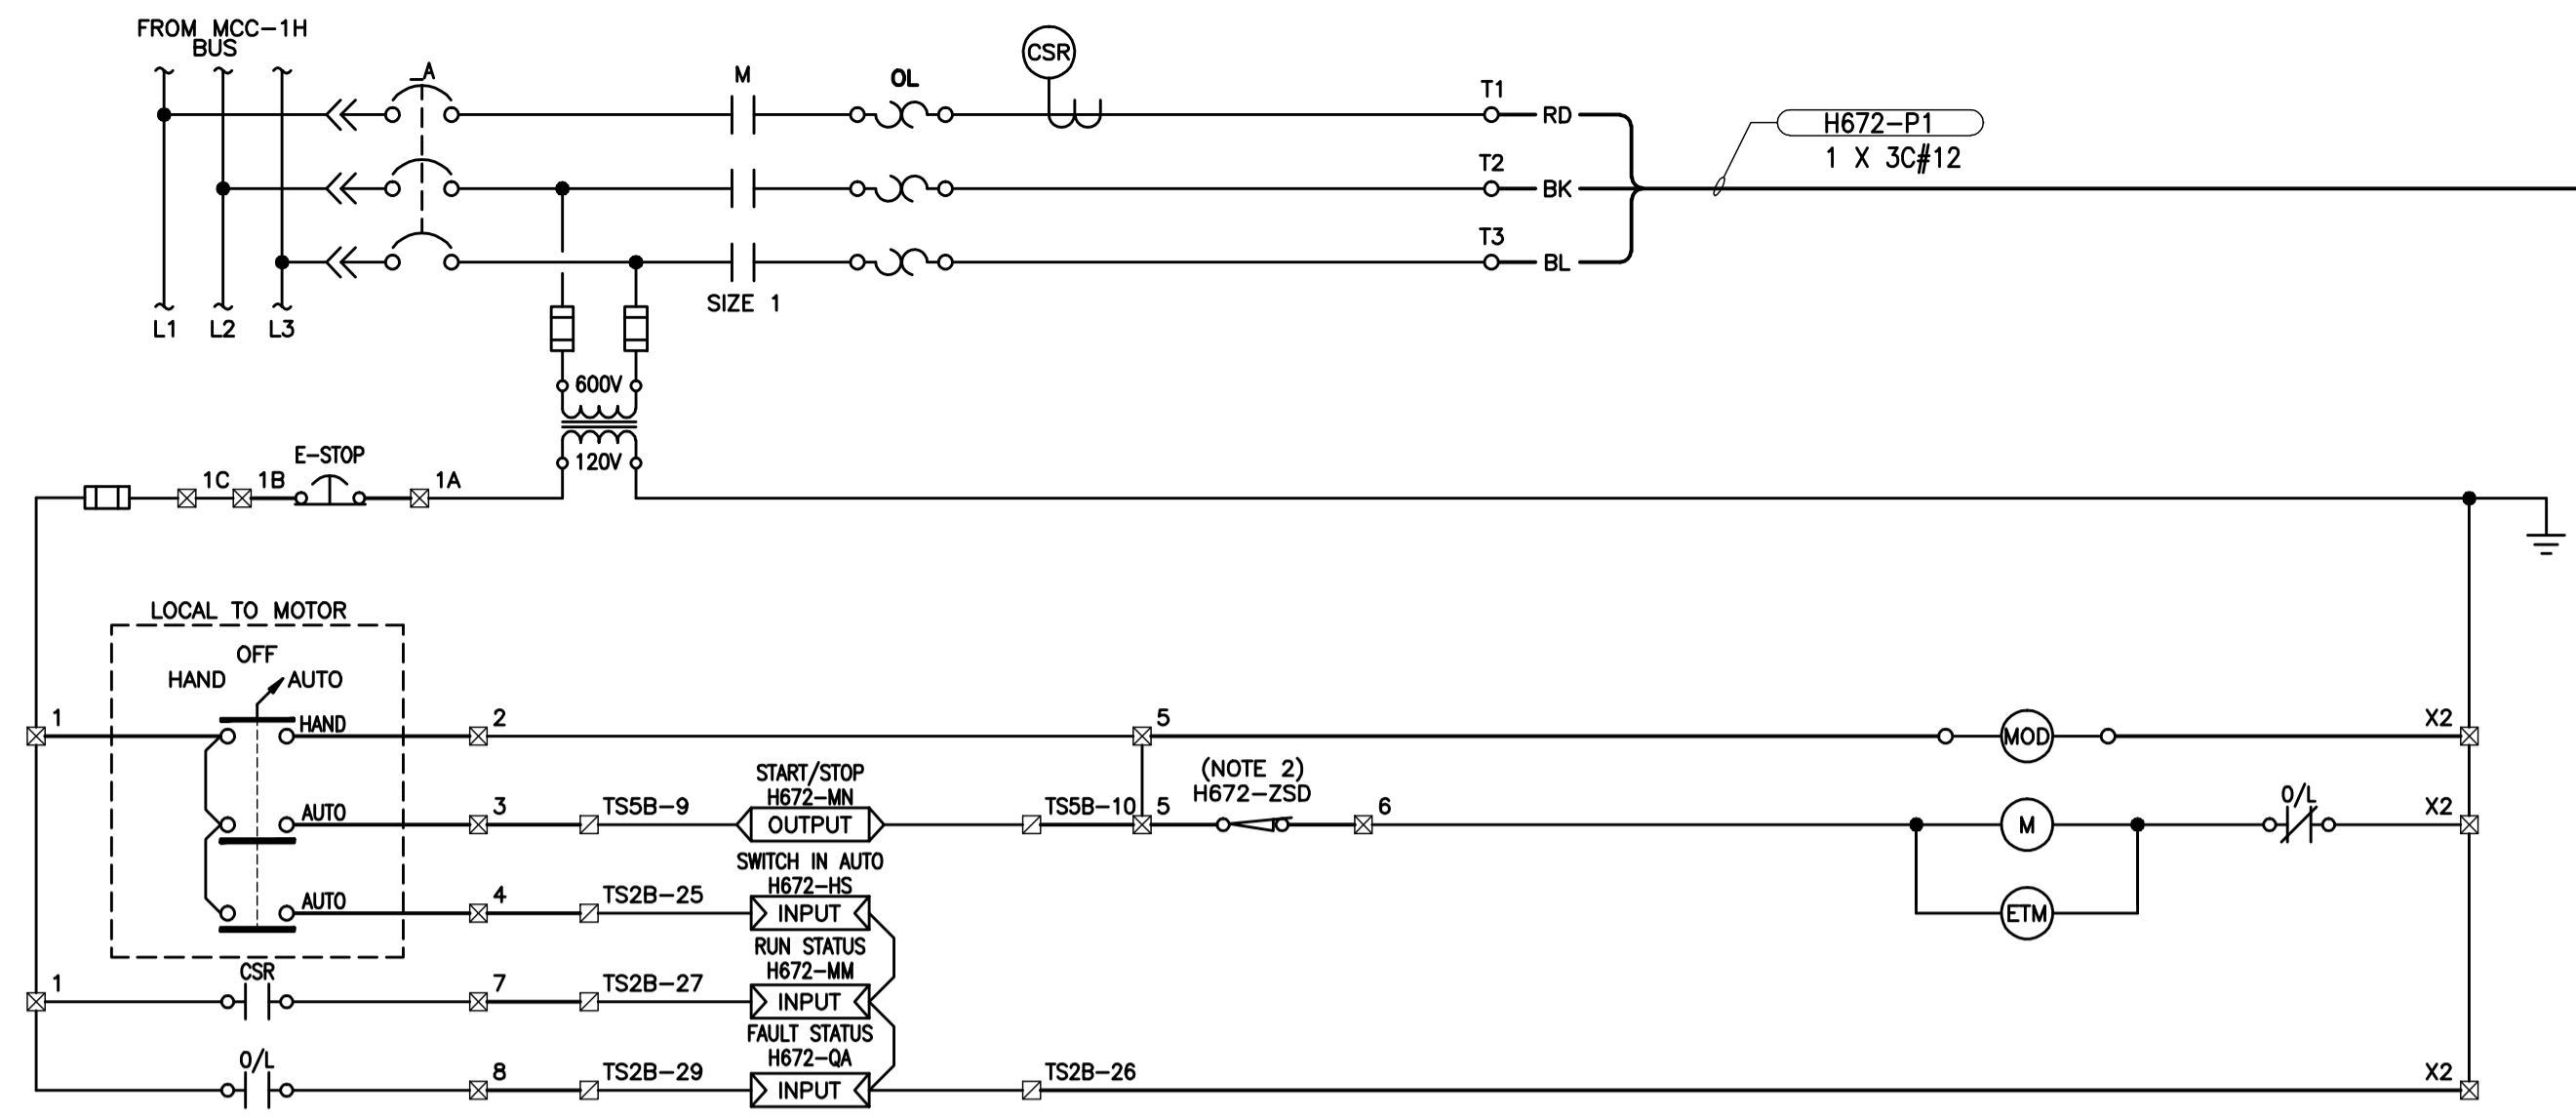 FROM MCC-1H
BUS
_A
M
OL
CSR
T1
RD
H672-P1
1 X 3C#12
T2
BK
T3
BL
SIZE 1
L1
L2
L3
600V
120V
E-STOP
1C
1B
1A
LOCAL TO MOTOR
OFF
HAND
AUTO
1
HAND
2
5
MOD
X2
AUTO
3
TS5B-9
START/STOP
H672-MN
OUTPUT
TS5B-10
5
(NOTE 2)
H672-ZSD
6
M
O/L
X2
AUTO
4
TS2B-25
SWITCH IN AUTO
H672-HS
INPUT
ETM
1
CSR
7
TS2B-27
RUN STATUS
H672-MM
INPUT
O/L
8
TS2B-29
FAULT STATUS
H672-QA
INPUT
TS2B-26
X2